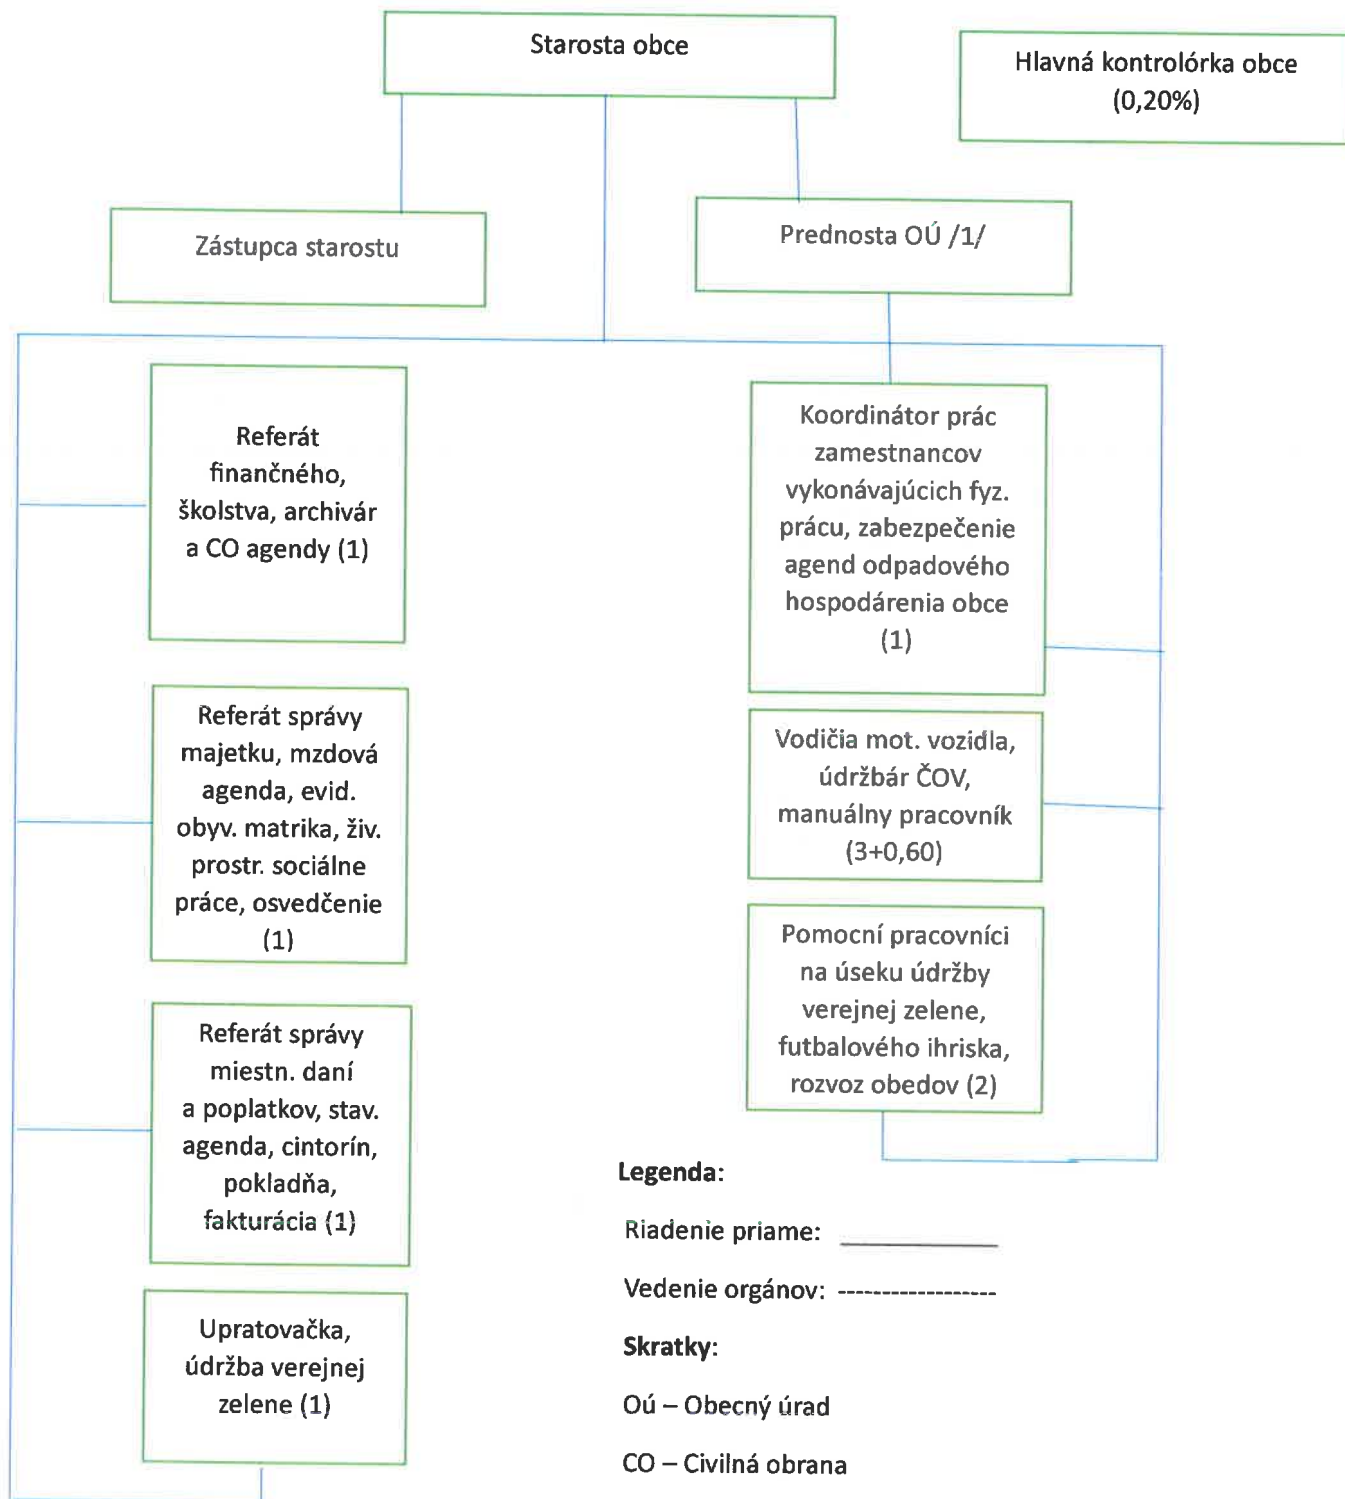 Starosta obce
Hlavná kontrolórka obce
(0,20%)
Zástupca starostu
Prednosta OÚ /1/
Referát
finančného,
školstva, archivár
a CO agendy (1)
Referát správy
majetku, mzdová
agenda, evid.
obyv. matrika, živ.
prostr. sociálne
práce, osvedčenie
(1)
Referát správy
miestn. daní
a poplatkov, stav.
agenda, cintorín,
pokladňa,
fakturácia (1)
Upratovačka,
údržba verejnej
zelene (1)
Koordinátor prác
zamestnancov
vykonávajúcich fyz.
prácu, zabezpečenie
agend odpadového
hospodárenia obce
(1)
Vodičia mot. vozidla,
údržbár ČOV,
manuálny pracovník
(3+0,60)
Pomocní pracovníci
na úseku údržby
verejnej zelene,
futbalového ihriska,
rozvoz obedov (2)
Legenda:
Riadenie priame: ______________
Vedenie orgánov: ------------------
Skratky:
Oú – Obecný úrad
CO – Civilná obrana